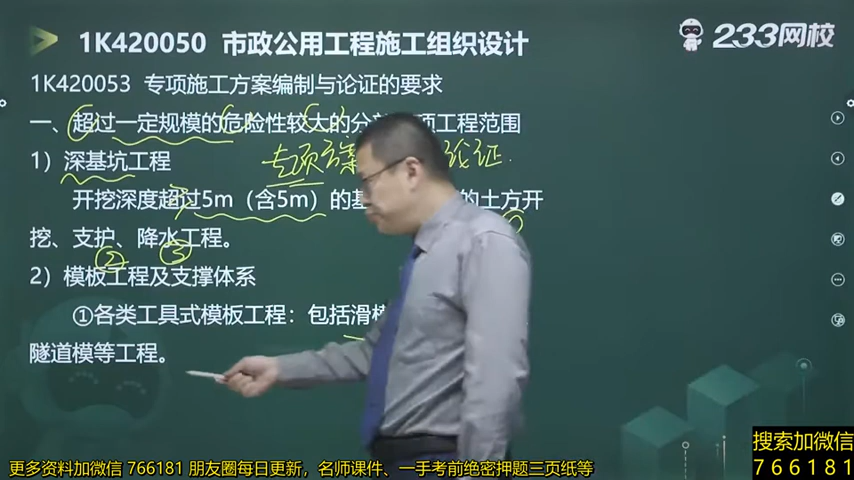 1K420050 市政公用工程施工组织设计
233网校
1K420053 专项施工方案编制与论证的要求
一、超过一定规模的危险性较大的分部 项工程范围
1）深基坑工程
专项方案 论证.
开挖深度超过5m（含5m）的基 的土方开
①
挖、支护、降水工程。
② ③
2）模板工程及支撑体系
①各类工具式模板工程：包括滑模
隧道模等工程。
搜索加微信
766181
更多资料加微信 766181 朋友圈每日更新，名师课件、一手考前绝密押题三页纸等